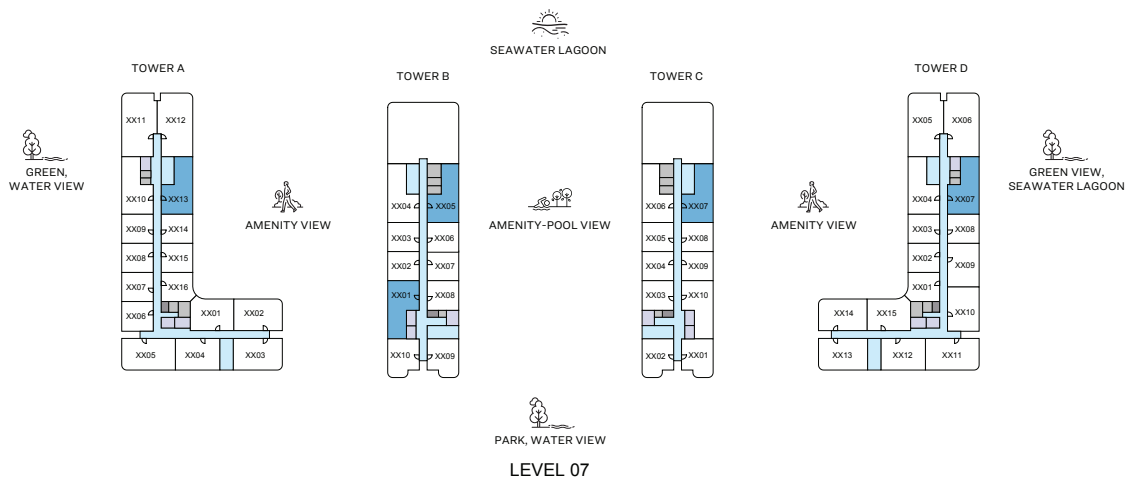 SEAWATER LAGOON
TOWER A
TOWER B
TOWER C
TOWER D
GREEN,
WATER VIEW
AMENITY VIEW
AMENITY-POOL VIEW
AMENITY VIEW
GREEN VIEW,
SEAWATER LAGOON
XX11 XX12
XX10 XX13
XX09 XX14
XX08 XX15
XX07 XX16
XX06 XX01 XX02
XX05 XX04 XX03
XX04 XX05
XX03 XX06
XX02 XX07
XX01 XX08
XX10 XX09
XX06 XX07
XX05 XX08
XX04 XX09
XX03 XX10
XX02 XX01
XX05 XX06
XX04 XX07
XX03 XX08
XX02 XX09
XX01
XX14 XX15 XX10
XX13 XX12 XX11
PARK, WATER VIEW
LEVEL 07